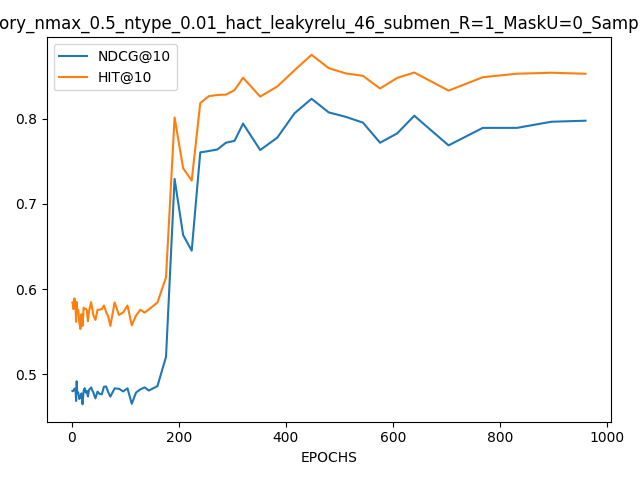 ory_nmax_0.5_ntype_0.01_hact_leakyrelu_46_submen_R=1_MaskU=0_Samp
NDCG@10
HIT@10
0.8
0.7
0.6
0.5
0 200 400 600 800 1000
EPOCHS